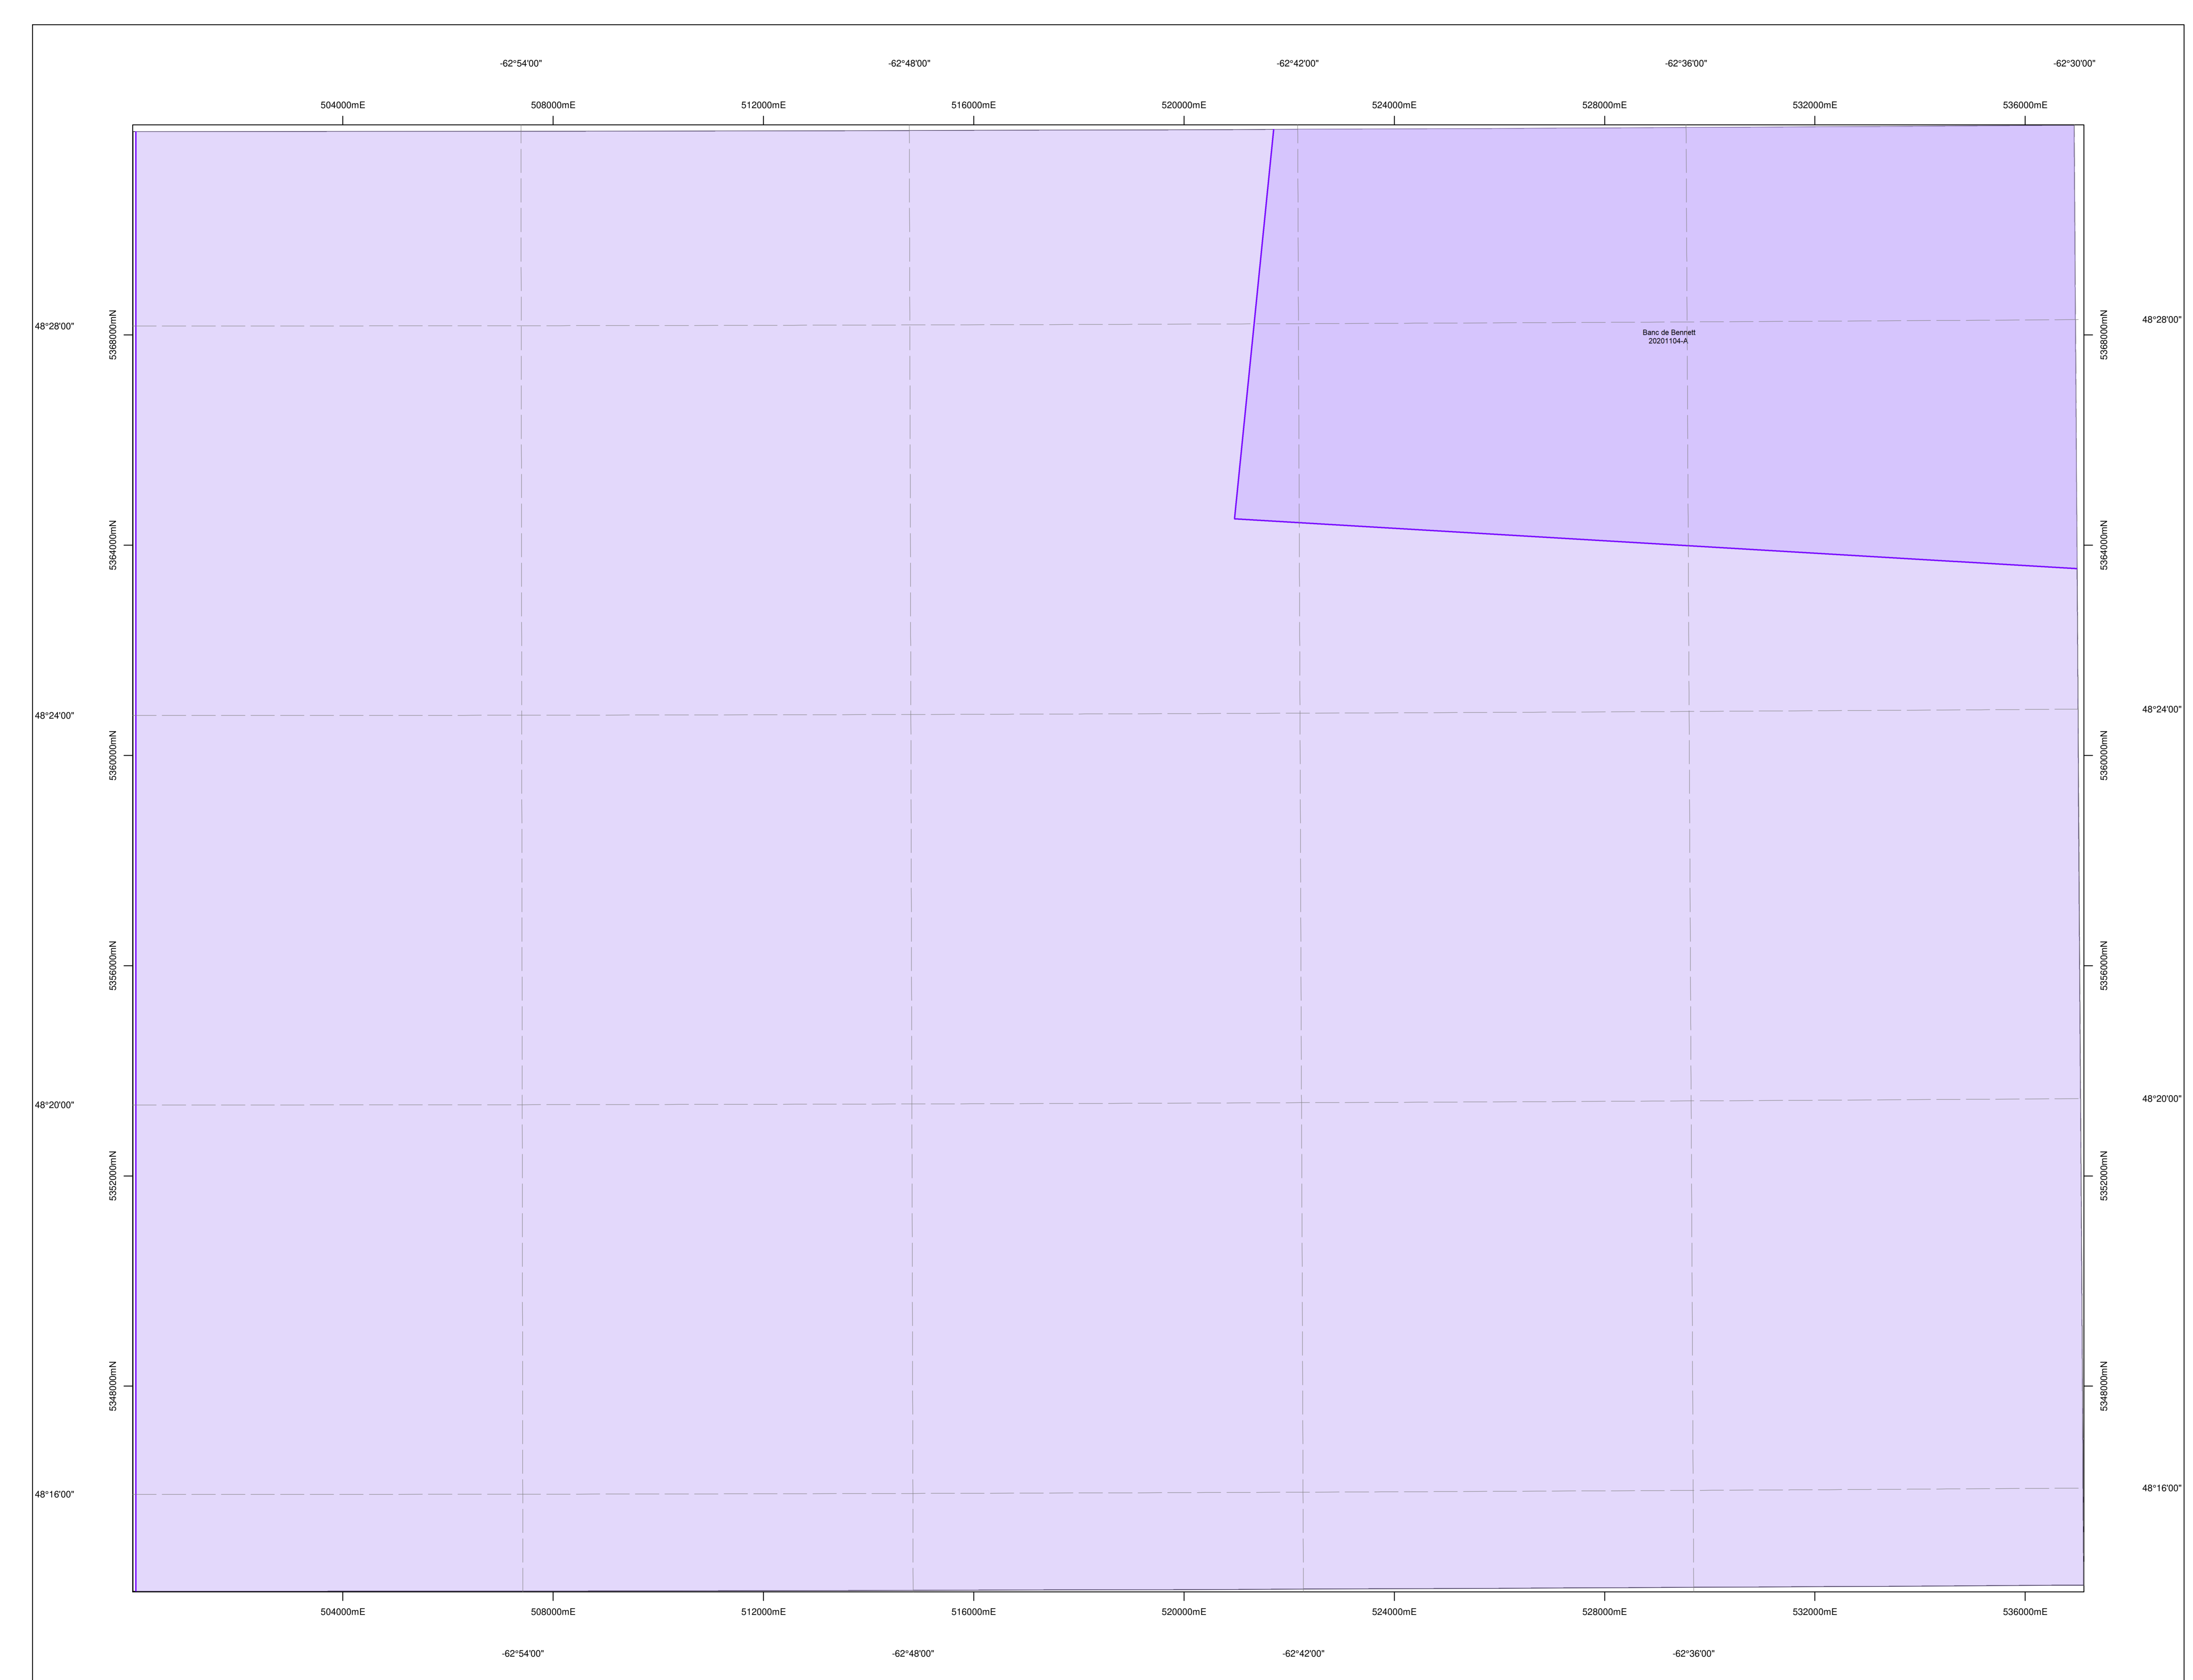 -62°54'00" -62°48'00" -62°42'00" -62°36'00" -62°30'00"
504000mE 508000mE 512000mE 516000mE 520000mE 524000mE 528000mE 532000mE 536000mE
48°28'00" 48°28'00"
5368000mN 5368000mN
Banc de Bennett
20201104-A
5364000mN 5364000mN
48°24'00" 48°24'00"
5360000mN 5360000mN
5356000mN 5356000mN
48°20'00" 48°20'00"
5352000mN 5352000mN
5348000mN 5348000mN
48°16'00" 48°16'00"
504000mE 508000mE 512000mE 516000mE 520000mE 524000mE 528000mE 532000mE 536000mE
-62°54'00" -62°48'00" -62°42'00" -62°36'00"